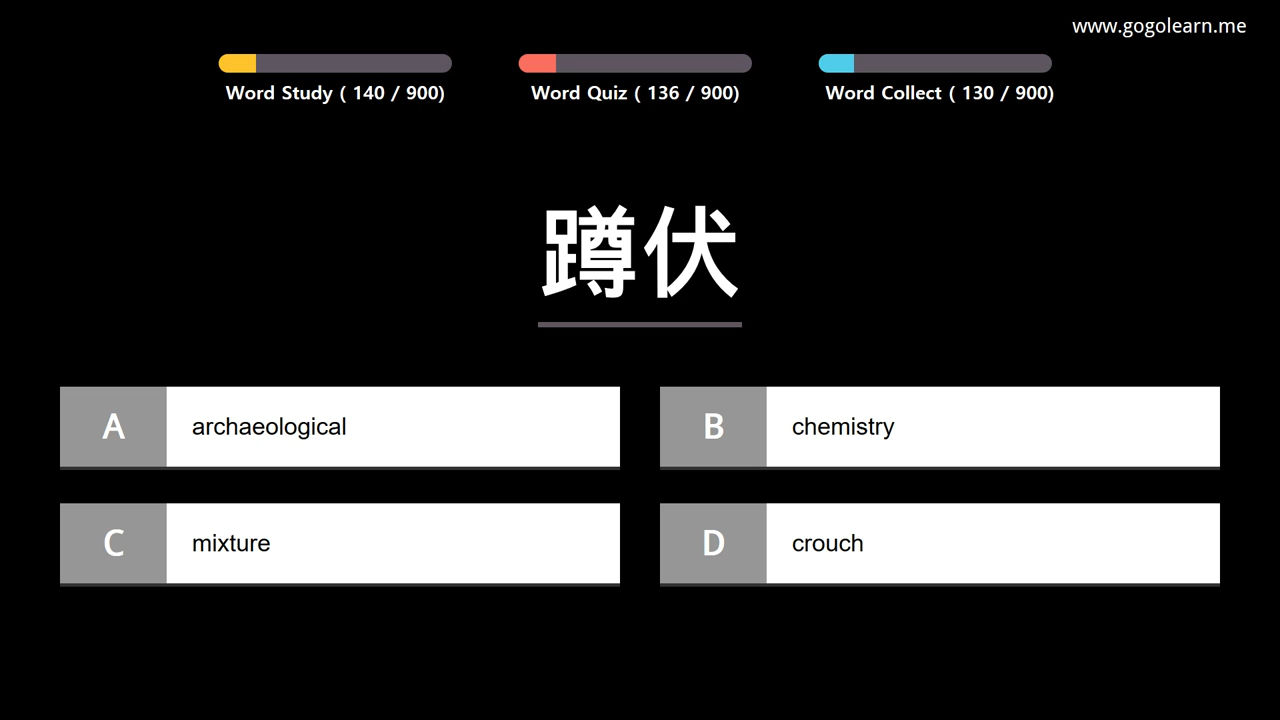 www.gogolearn.me
Word Study ( 140 / 900)
Word Quiz ( 136 / 900)
Word Collect ( 130 / 900)
蹲伏
A archaeological
B chemistry
C mixture
D crouch